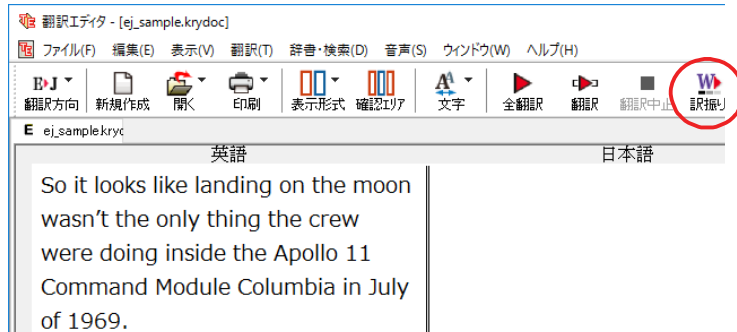 翻訳エディタ - [ej_sample.krydoc]
ファイル(F) 編集(E) 表示(V) 翻訳(T) 辞書・検索(D) 音声(S) ウィンドウ(W) ヘルプ(H)
E J
翻訳方向 新規作成 開く 印刷 表示形式 確認エリア 文字 全翻訳 翻訳 翻訳中止 訳振り
E ej_sample.kryd
英語 日本語
So it looks like landing on the moon
wasn't the only thing the crew
were doing inside the Apollo 11
Command Module Columbia in July
of 1969.